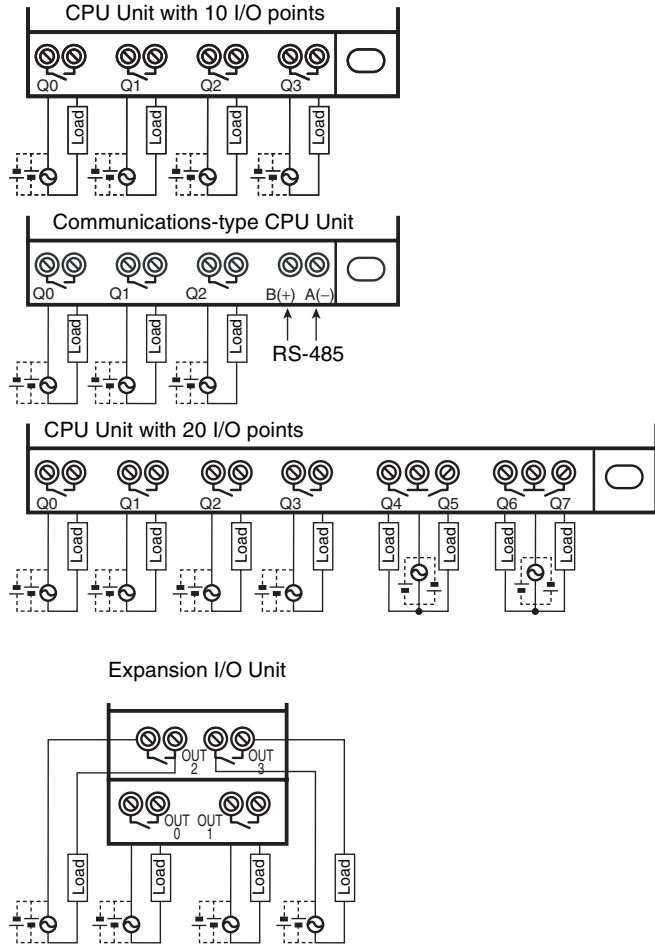 CPU Unit with 10 I/O points
Q0 Q1 Q2 Q3
Load Load Load Load
Communications-type CPU Unit
Q0 Q1 Q2 B(+) A(−)
Load Load Load
RS-485
CPU Unit with 20 I/O points
Q0 Q1 Q2 Q3 Q4 Q5 Q6 Q7
Load Load Load Load Load Load Load Load
Expansion I/O Unit
OUT 2 OUT 3
OUT 0 OUT 1
Load Load Load Load